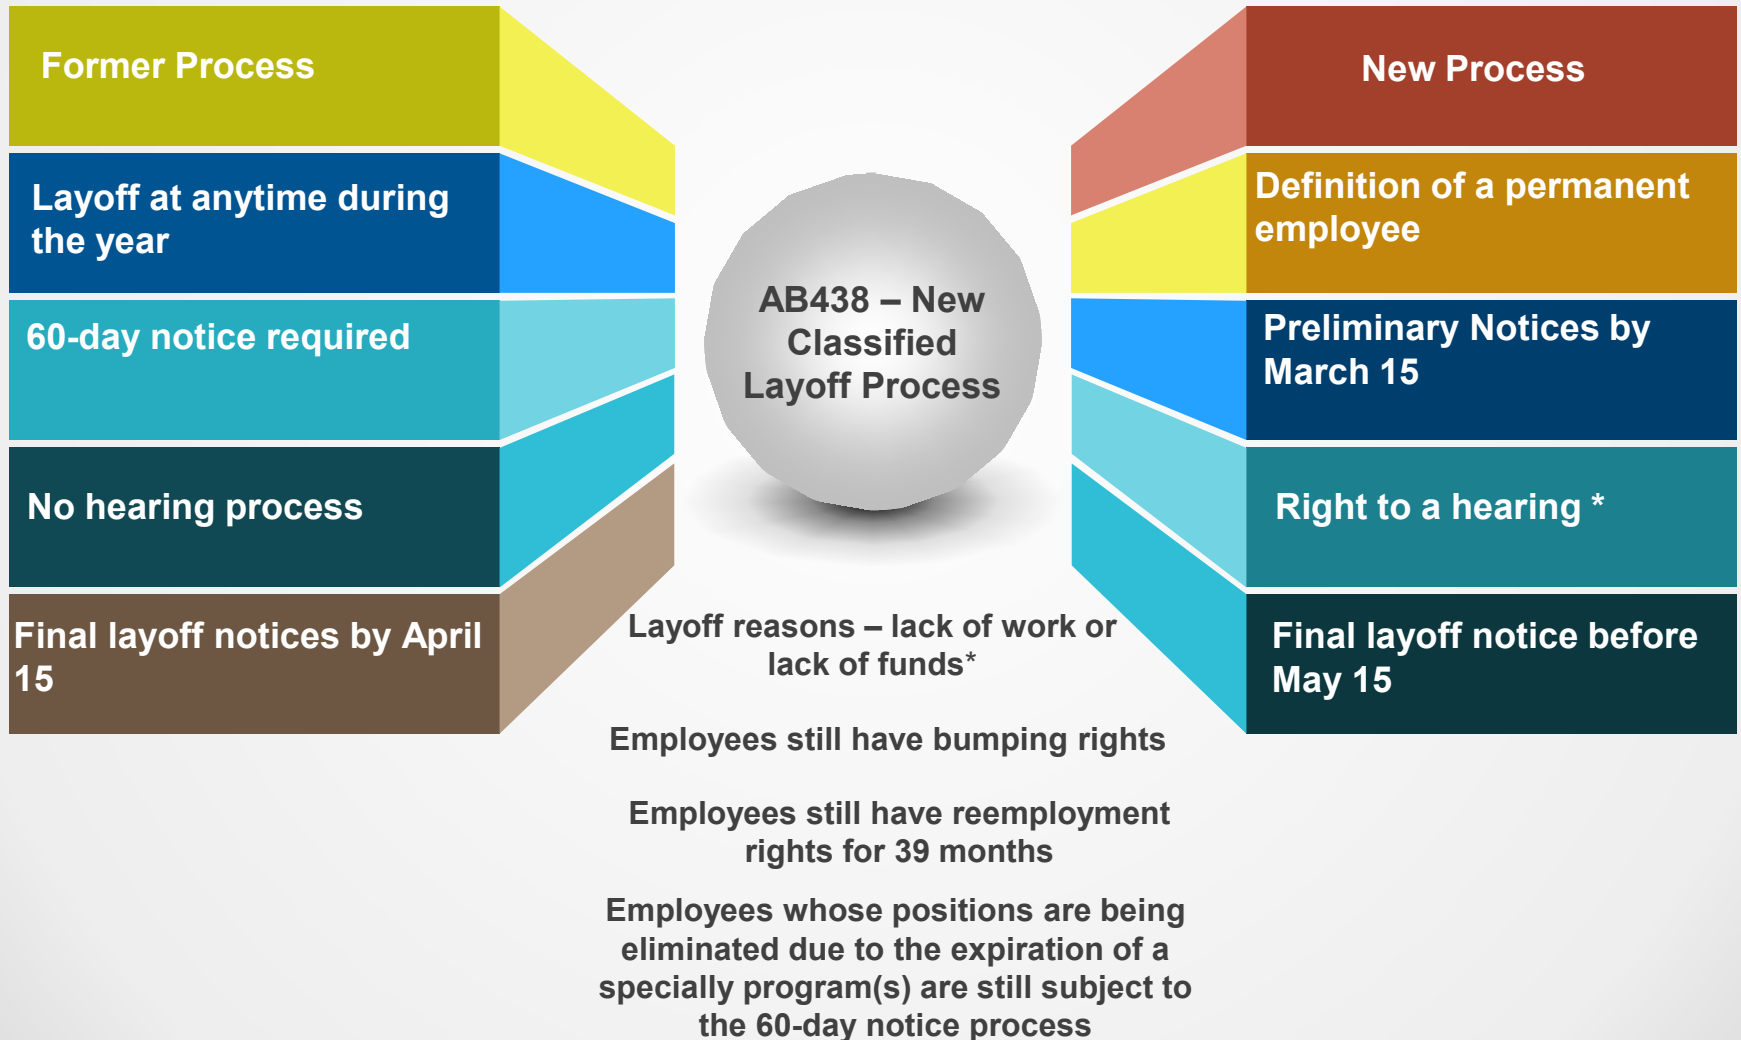 Former Process
Layoff at anytime during
the year
60-day notice required
No hearing process
Final layoff notices by April
15
AB438 – New
Classified
Layoff Process
Layoff reasons – lack of work or
lack of funds*
Employees still have bumping rights
Employees still have reemployment
rights for 39 months
Employees whose positions are being
eliminated due to the expiration of a
specially program(s) are still subject to
the 60-day notice process
New Process
Definition of a permanent
employee
Preliminary Notices by
March 15
Right to a hearing *
Final layoff notice before
May 15